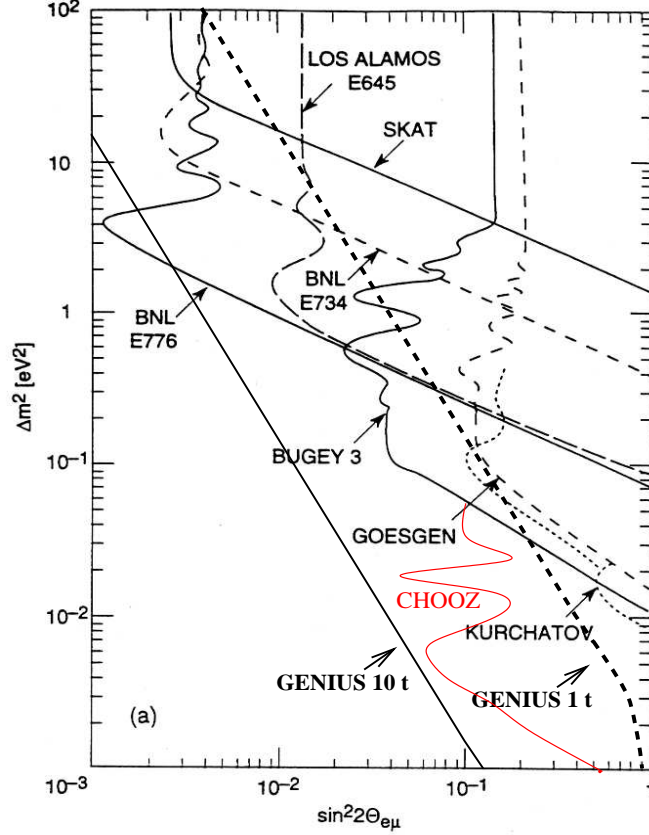 10²
LOS ALAMOS
E645
SKAT
10
BNL
E734
BNL
E776
1
Δm² [eV²]
BUGEY 3
10⁻¹
GOESGEN
CHOOZ
10⁻²
KURCHATOV
GENIUS 10 t
GENIUS 1 t
(a)
10⁻³
10⁻²
10⁻¹
1
sin²2Θeμ